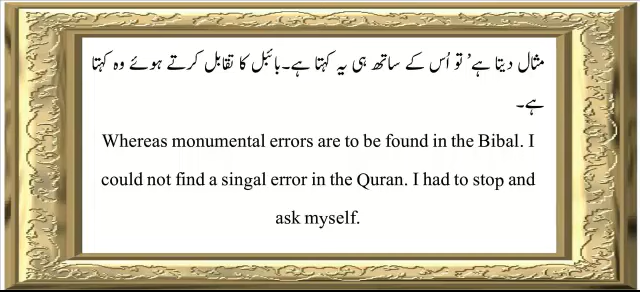 مثال دیتا ہے’ تو اُس کے ساتھ ہی یہ کہتا ہے۔بائبل کا تقابل کرتے ہوئے وہ کہتا
ہے۔
Whereas monumental errors are to be found in the Bibal. I
could not find a singal error in the Quran. I had to stop and
ask myself.